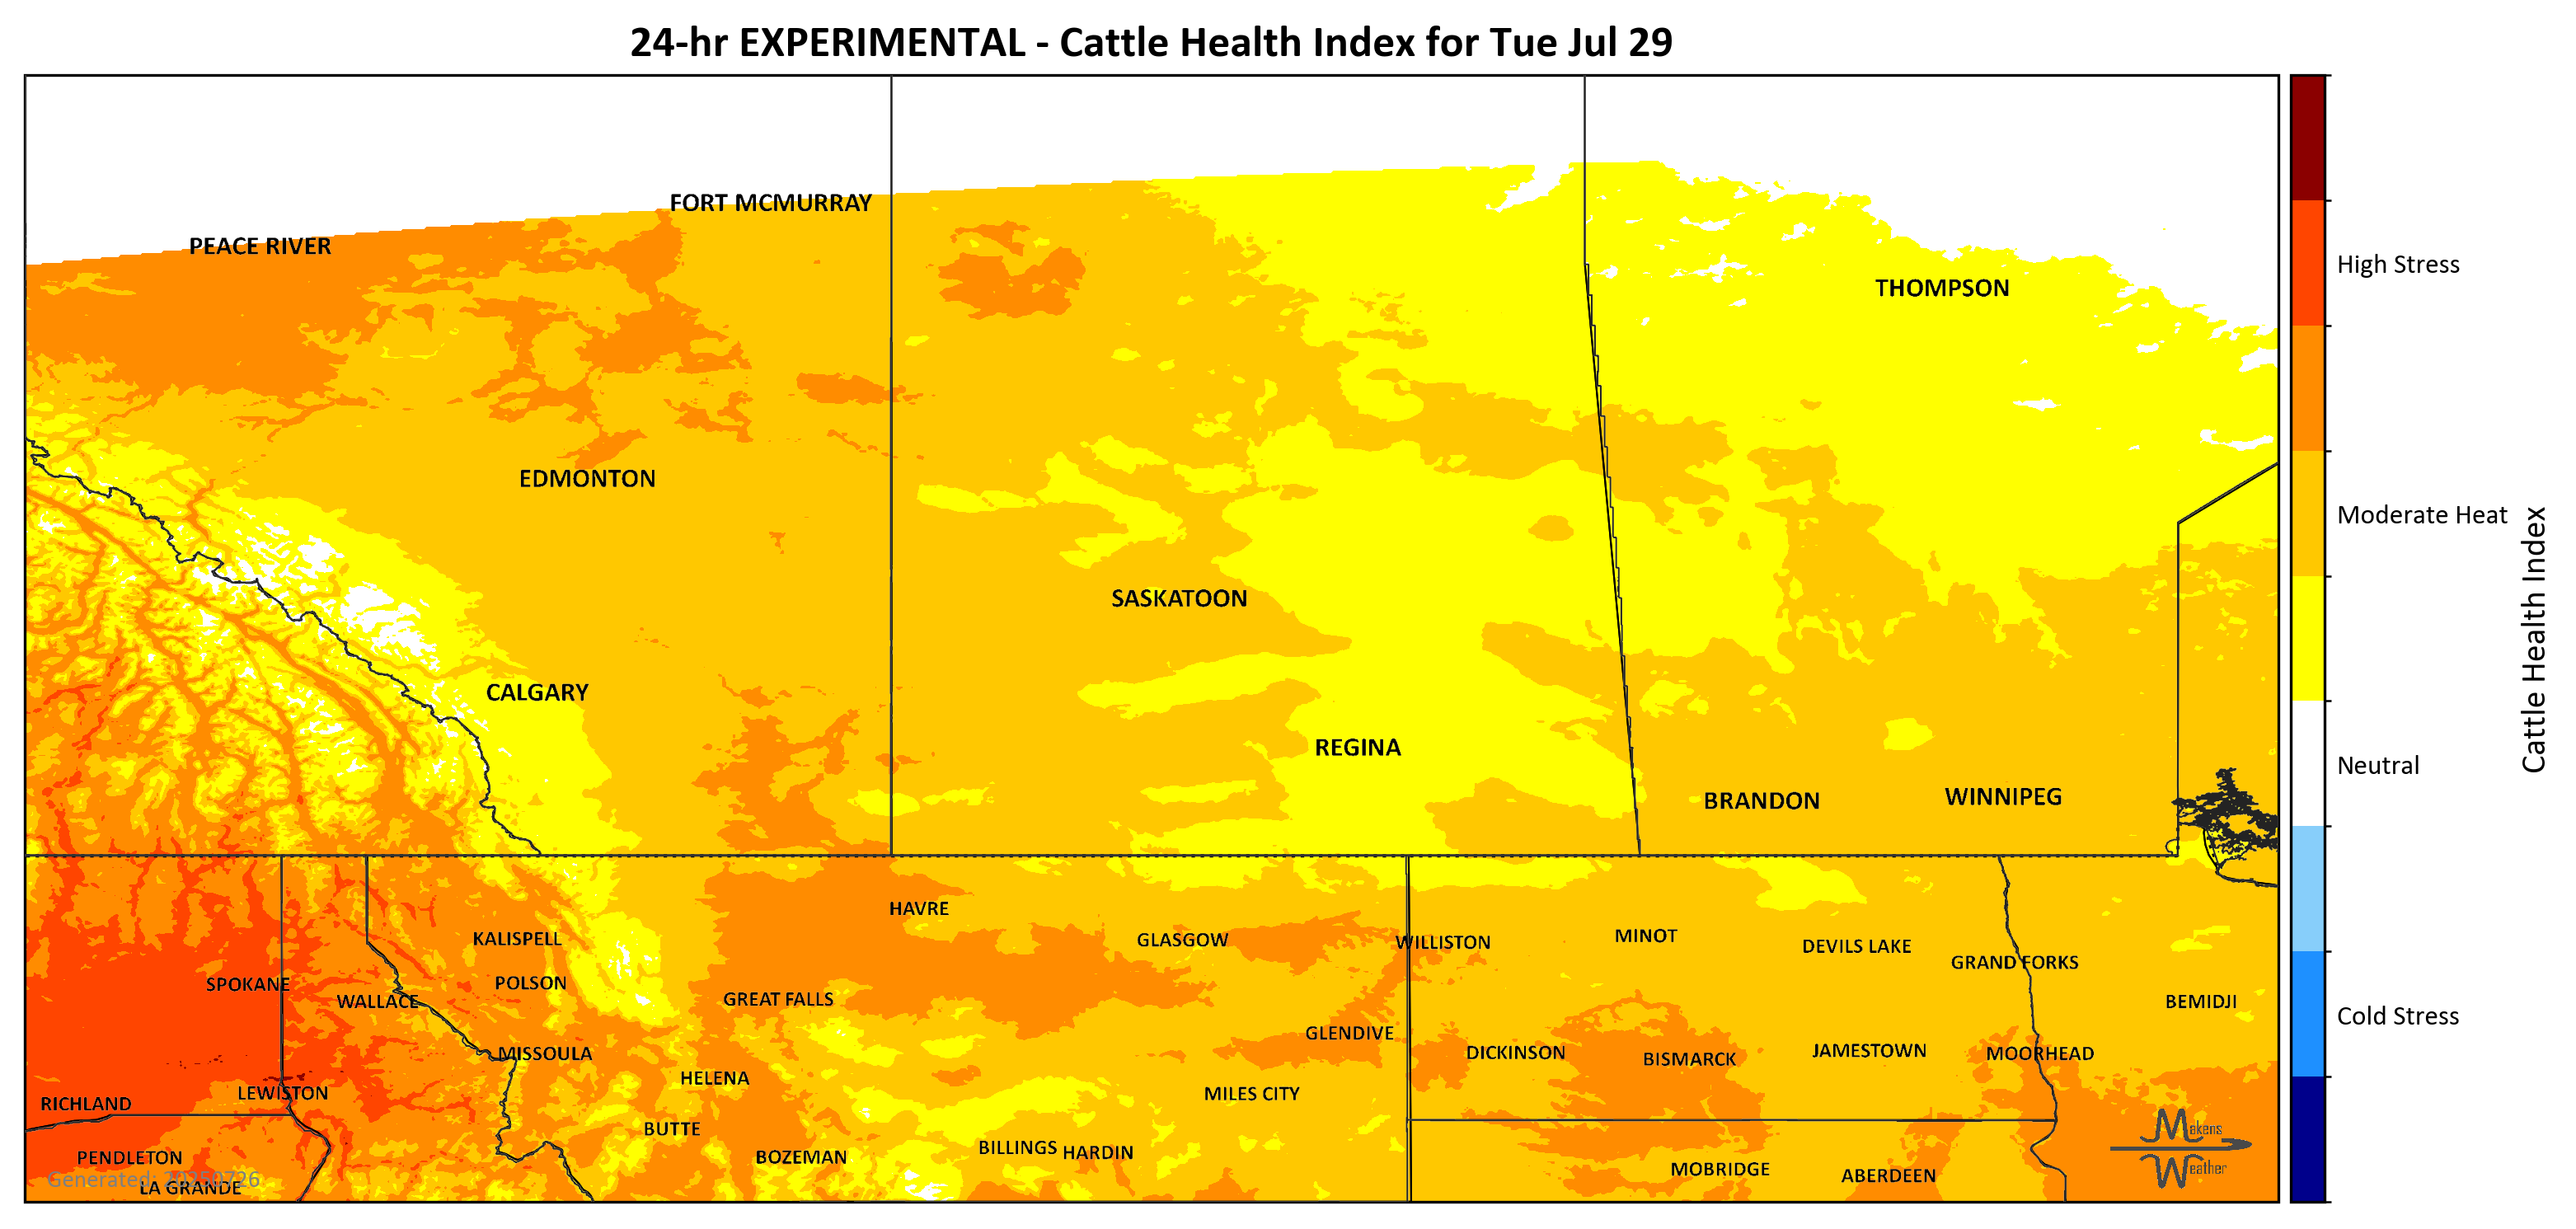 24-hr EXPERIMENTAL - Cattle Health Index for Tue Jul 29
FORT MCMURRAY
PEACE RIVER
High Stress
THOMPSON
EDMONTON
Moderate Heat
SASKATOON
Cattle Health Index
CALGARY
REGINA
Neutral
BRANDON
WINNIPEG
HAVRE
KALISPELL
GLASGOW
WILLISTON
MINOT
DEVILS LAKE
GRAND FORKS
SPOKANE
POLSON
WALLACE
GREAT FALLS
BEMIDJI
Cold Stress
GLENDIVE
MISSOULA
DICKINSON
BISMARCK
JAMESTOWN
MOORHEAD
HELENA
LEWISTON
MILES CITY
RICHLAND
BUTTE
Makens
Weather
PENDLETON
BOZEMAN
BILLINGS
HARDIN
MOBRIDGE
ABERDEEN
Generated: 20250726
LA GRANDE